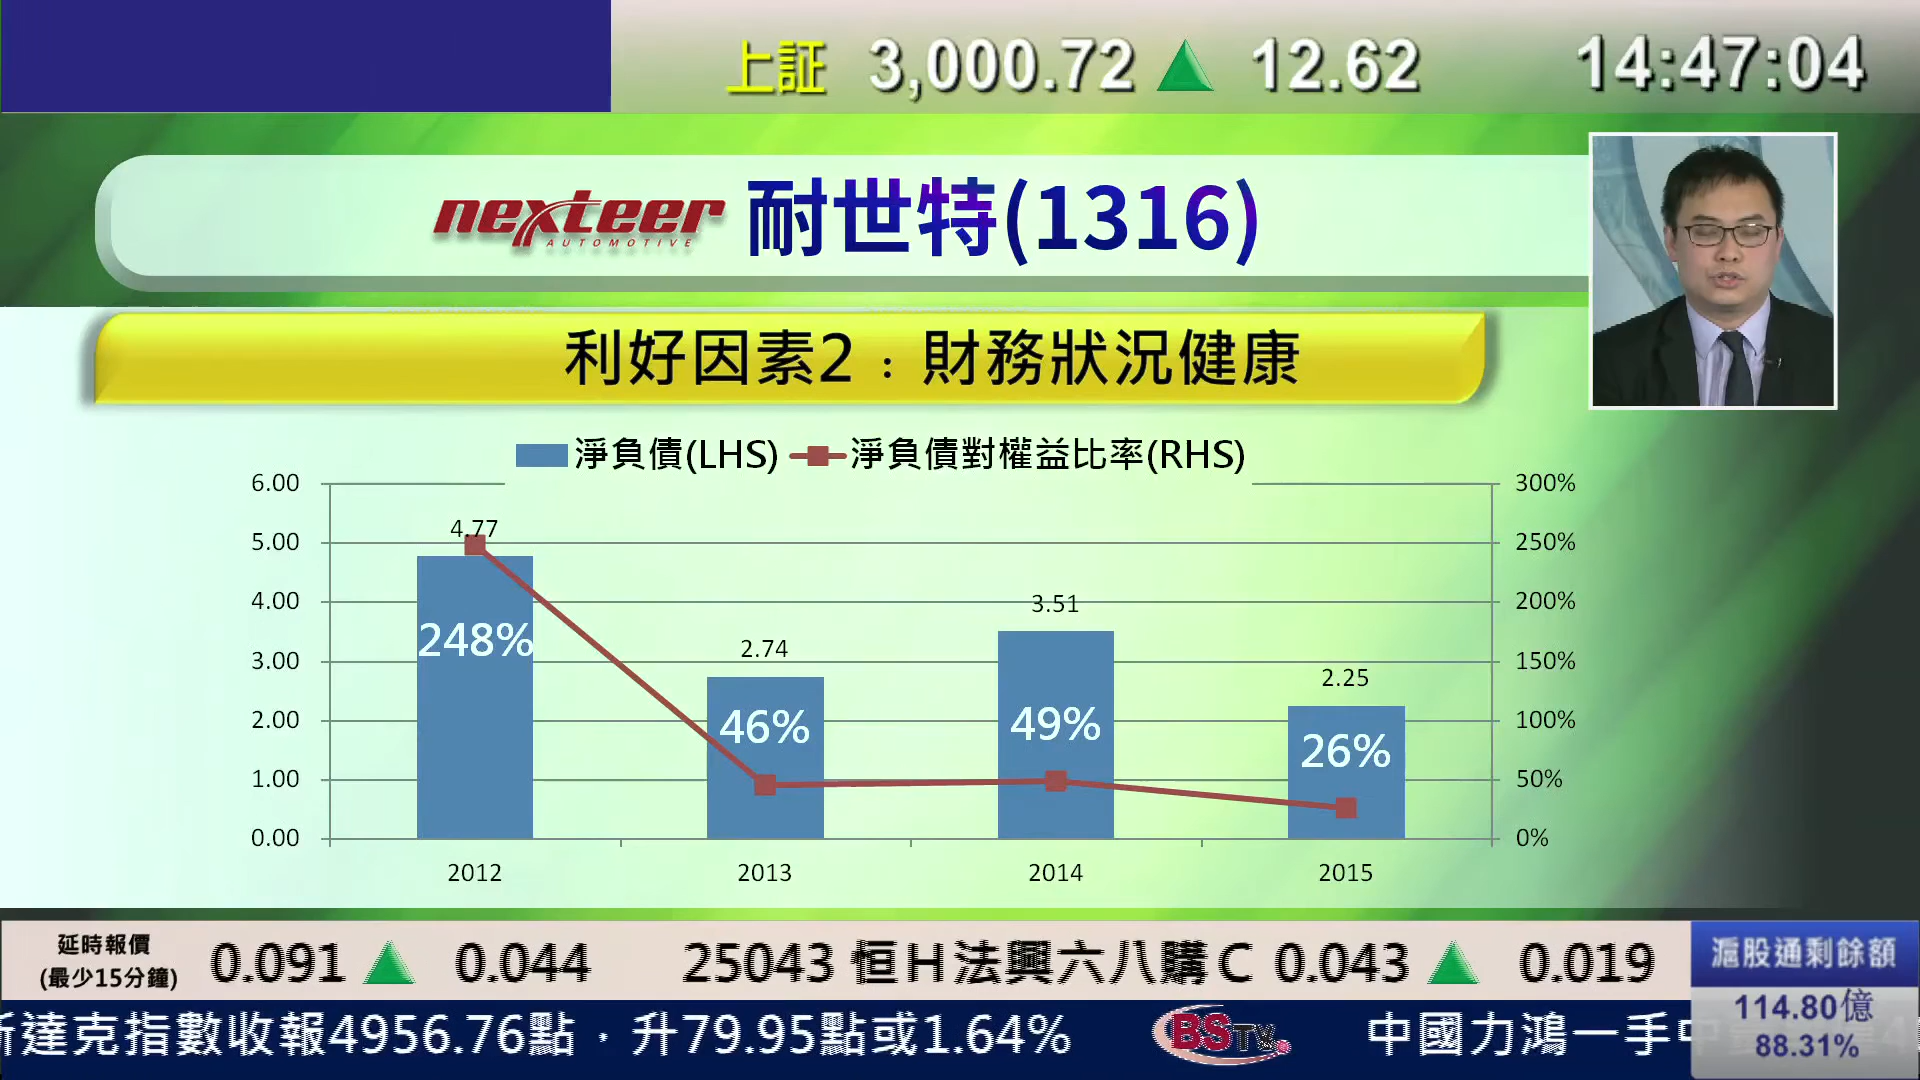 上証 3,000.72 ▲ 12.62 14:47:04
nexteer 耐世特(1316)
AUTOMOTIVE
利好因素2：財務狀況健康
淨負債(LHS) 淨負債對權益比率(RHS)
6.00 300%
4.77
5.00 250%
4.00 3.51 200%
248% 2.74
3.00 150%
2.25
2.00 46% 49% 26% 100%
1.00 50%
0.00 0%
2012 2013 2014 2015
延時報價
(最少15分鐘)
0.091 ▲ 0.044 25043 恒H法興六八購C 0.043 ▲ 0.019
滬股通剩餘額
114.80億
88.31%
達克指數收報4956.76點．升79.95點或1.64% BSTV 中國力鴻一手